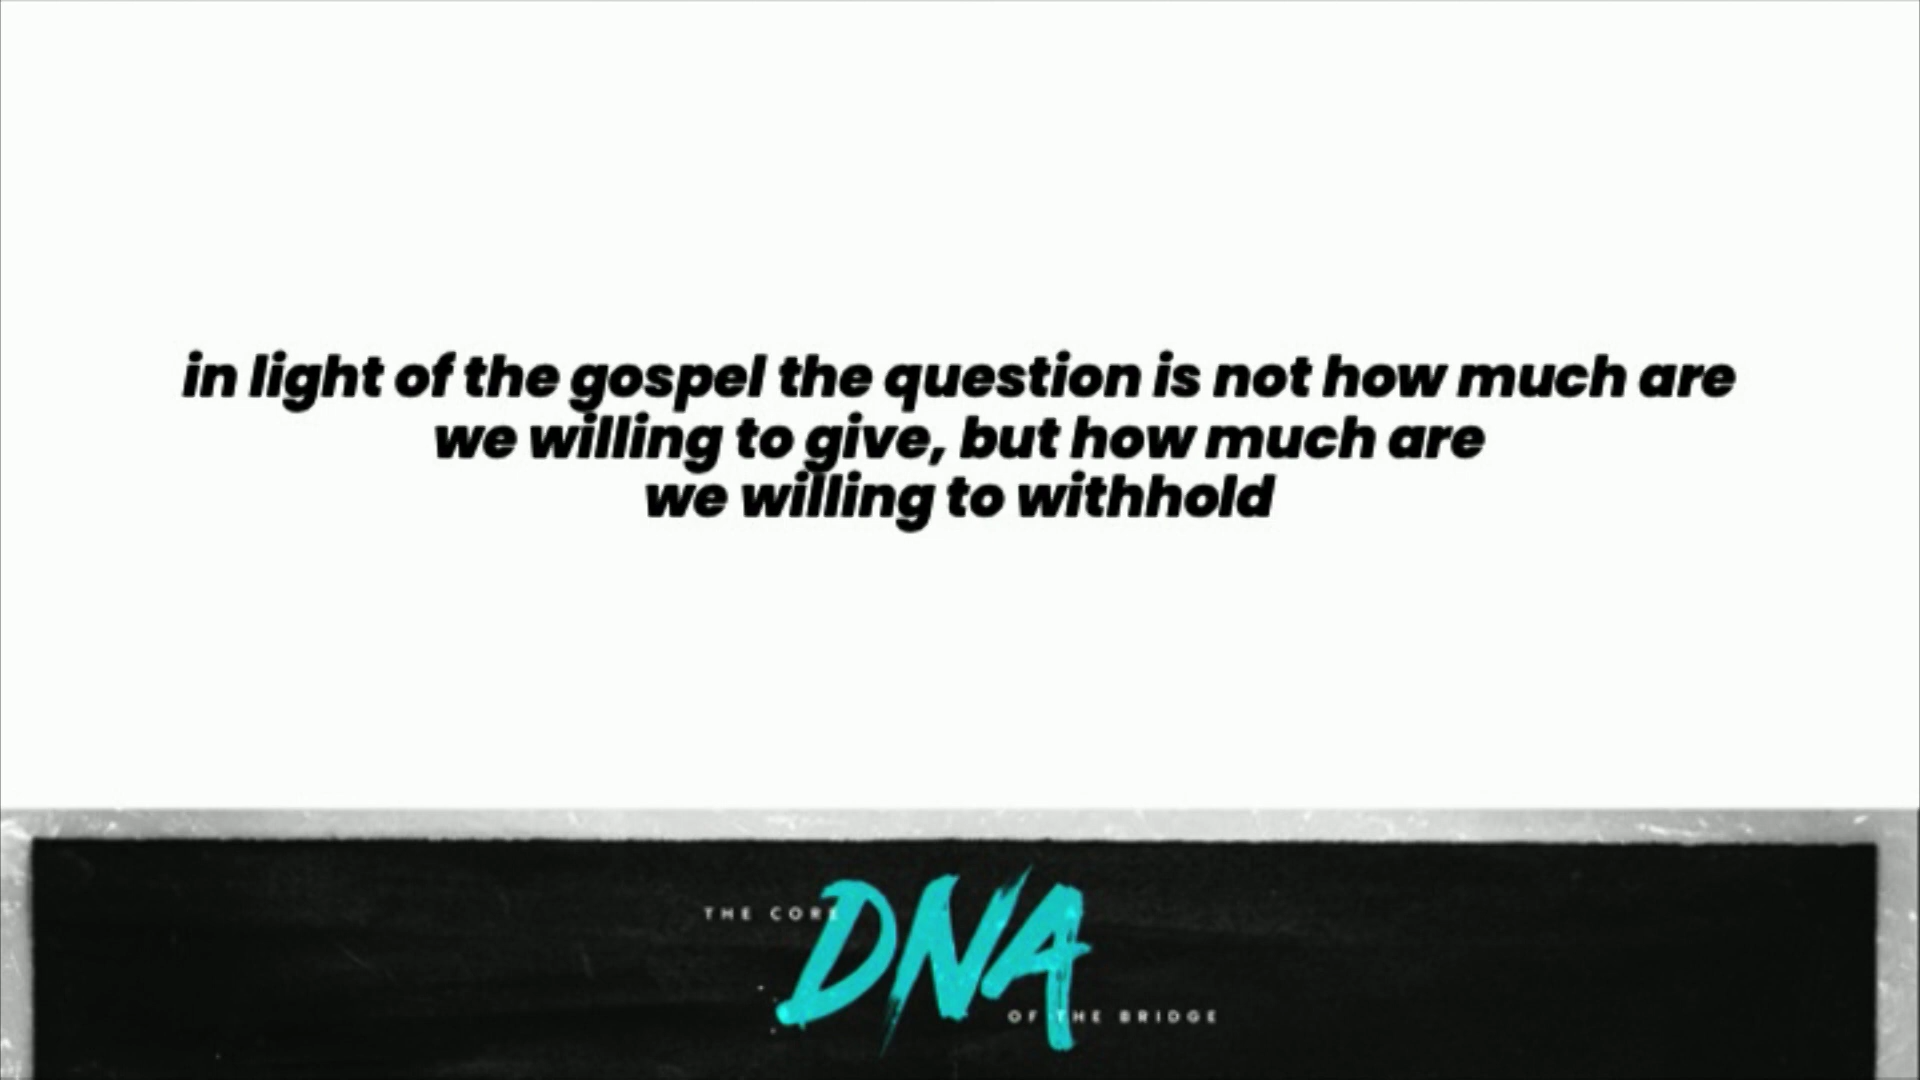 in light of the gospel the question is not how much are
we willing to give, but how much are
we willing to withhold
THE CORE
DNA
OF THE BRIDGE